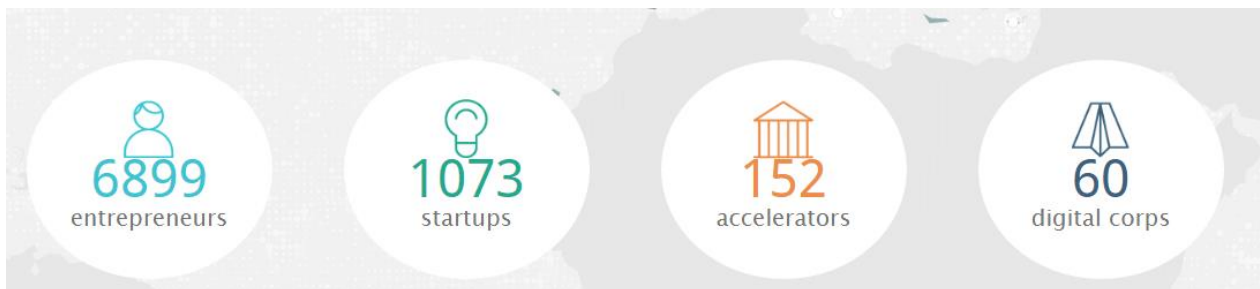 6899
entrepreneurs
1073
startups
152
accelerators
60
digital corps